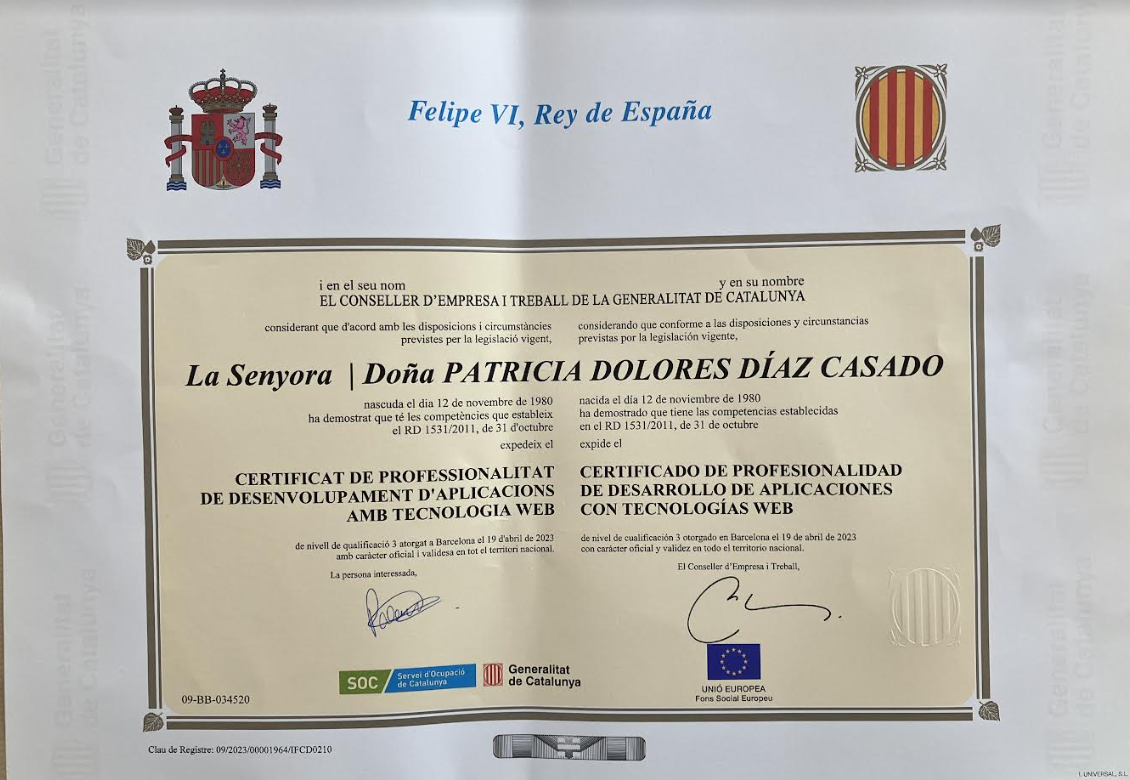 Felipe VI, Rey de España
i en el seu nom
y en su nombre
EL CONSELLER D'EMPRESA I TREBALL DE LA GENERALITAT DE CATALUNYA
considerant que d'acord amb les disposicions i circumstàncies
previstes per la legislació vigent,
considerando que conforme a las disposiciones y circunstancias
previstas por la legislación vigente,
La Senyora | Doña PATRICIA DOLORES DÍAZ CASADO
nascuda el dia 12 de novembre de 1980
ha demostrat que té les competències que estableix
el RD 1531/2011, de 31 d'octubre
expedeix el
nacida el día 12 de noviembre de 1980
ha demostrado que tiene las competencias establecidas
en el RD 1531/2011, de 31 de octubre
expide el
CERTIFICAT DE PROFESSIONALITAT
DE DESENVOLUPAMENT D'APLICACIONS
AMB TECNOLOGIA WEB
CERTIFICADO DE PROFESIONALIDAD
DE DESARROLLO DE APLICACIONES
CON TECNOLOGÍAS WEB
de nivell de qualificació 3 atorgat a Barcelona el 19 d'abril de 2023
amb caràcter oficial i validesa en tot el territori nacional.
de nivel de cualificación 3 otorgado en Barcelona el 19 de abril de 2023
con carácter oficial y validez en todo el territorio nacional.
La persona interessada,
El Conseller d'Empresa i Treball,
SOC
Servei d'Ocupació
de Catalunya
Generalitat
de Catalunya
UNIÓ EUROPEA
Fons Social Europeu
09-BB-034520
Clau de Registre: 09/2023/00001964/IFCD0210
I. UNIVERSAL, S.L.
Generalitat
de Catalunya